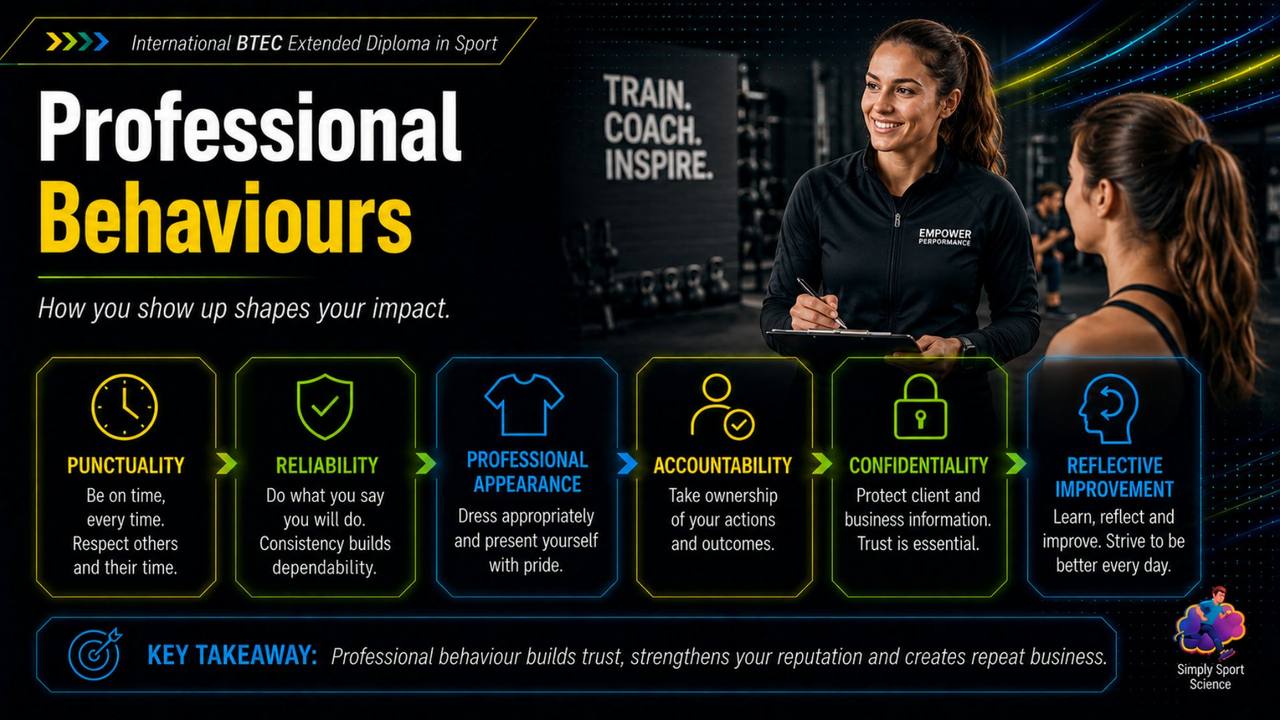 International BTEC Extended Diploma in Sport
Professional
Behaviours
How you show up shapes your impact.
TRAIN.
COACH.
INSPIRE.
EMPOWER
PERPORMANCE
PUNCTUALITY
Be on time,
every time.
Respect others
and their time.
RELIABILITY
Do what you say
you will do.
Consistency builds
dependability.
PROFESSIONAL
APPEARANCE
Dress appropriately
and present yourself
with pride.
ACCOUNTABILITY
Take ownership
of your actions
and outcomes.
CONFIDENTIALITY
Protect client and
business information.
Trust is essential.
REFLECTIVE
IMPROVEMENT
Learn, reflect and
improve. Strive to be
better every day.
KEY TAKEAWAY: Professional behaviour builds trust, strengthens your reputation and creates repeat business.
Simply Sport
Science